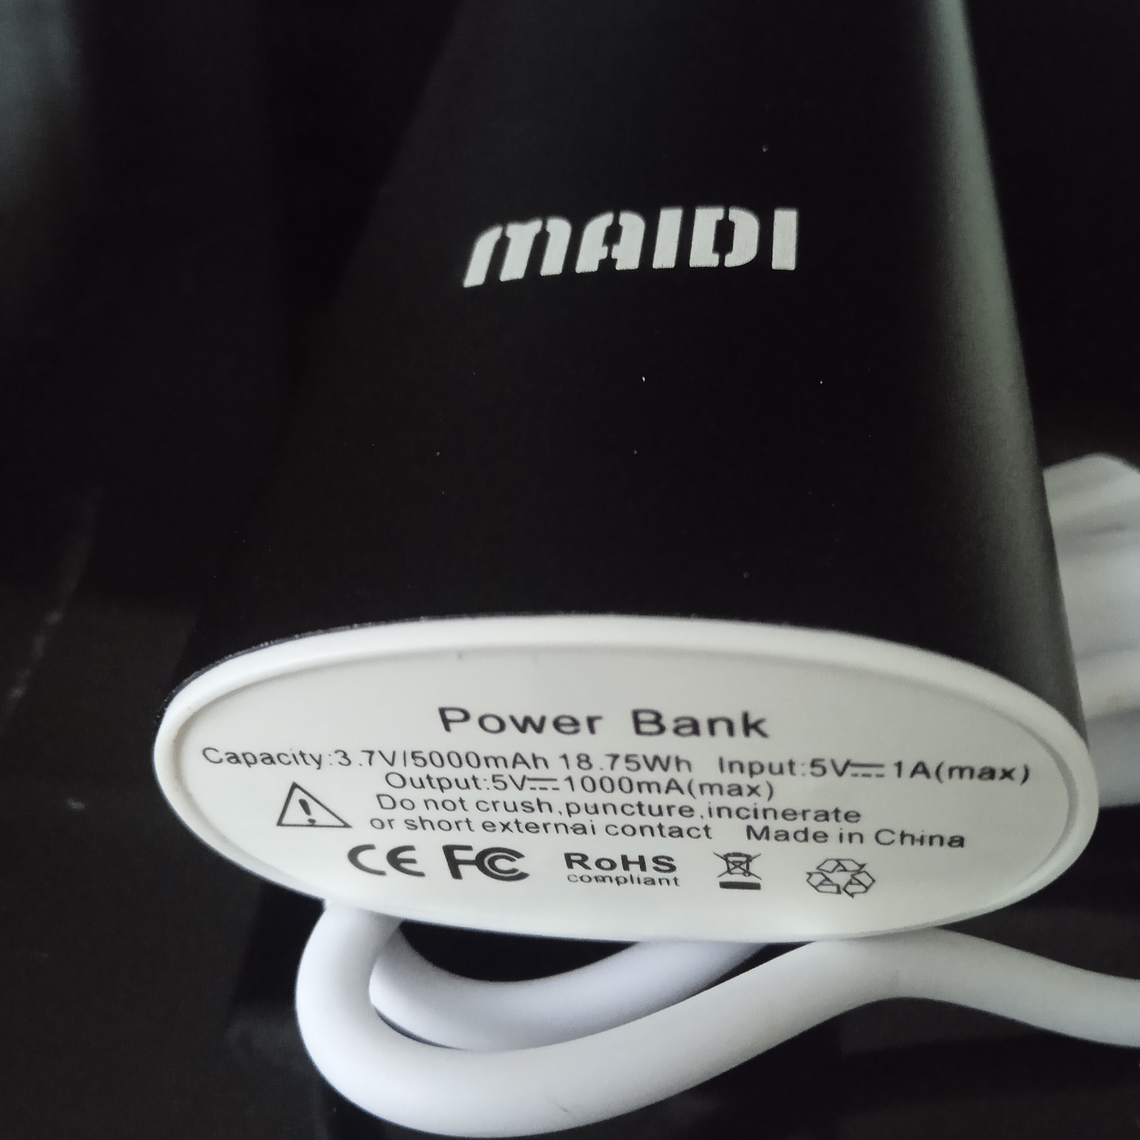 MAIDI
Power Bank
Capacity:3.7V/5000mAh 18.75Wh Input:5V⎓1A(max)
Output:5V⎓1000mA(max)
Do not crush,puncture,incinerate
or short externai contact Made in China
CE FC RoHS
compliant